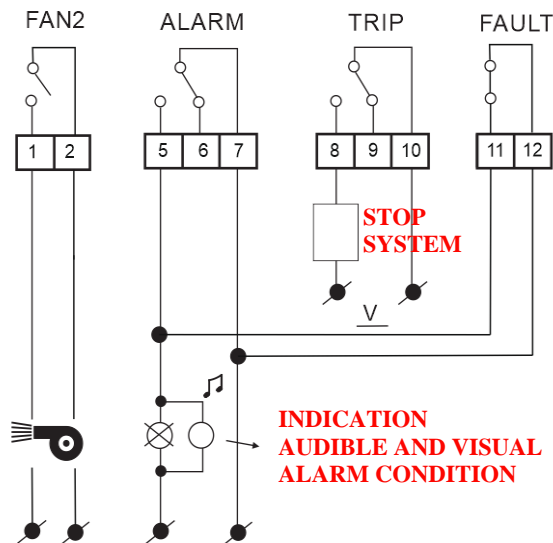 FAN2 ALARM TRIP FAULT
1 2 5 6 7 8 9 10 11 12
STOP
SYSTEM
V
INDICATION
AUDIBLE AND VISUAL
ALARM CONDITION